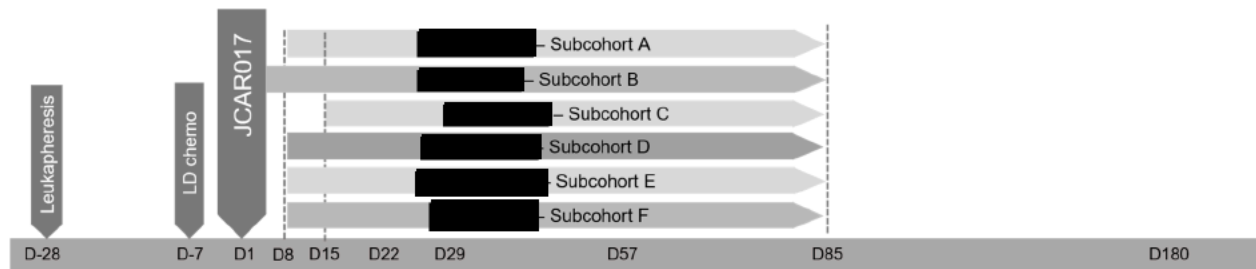 Leukapheresis
LD chemo
JCAR017
– Subcohort A
– Subcohort B
– Subcohort C
– Subcohort D
– Subcohort E
– Subcohort F
D-28 D-7 D1 D8 D15 D22 D29 D57 D85 D180